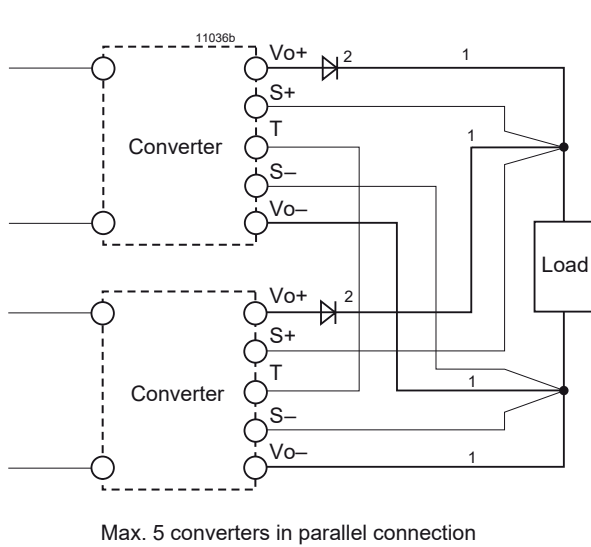 11036b
Vo+
2
1
S+
T
1
Converter
S–
Vo–
Load
Vo+
2
S+
T
1
Converter
S–
Vo–
1
Max. 5 converters in parallel connection